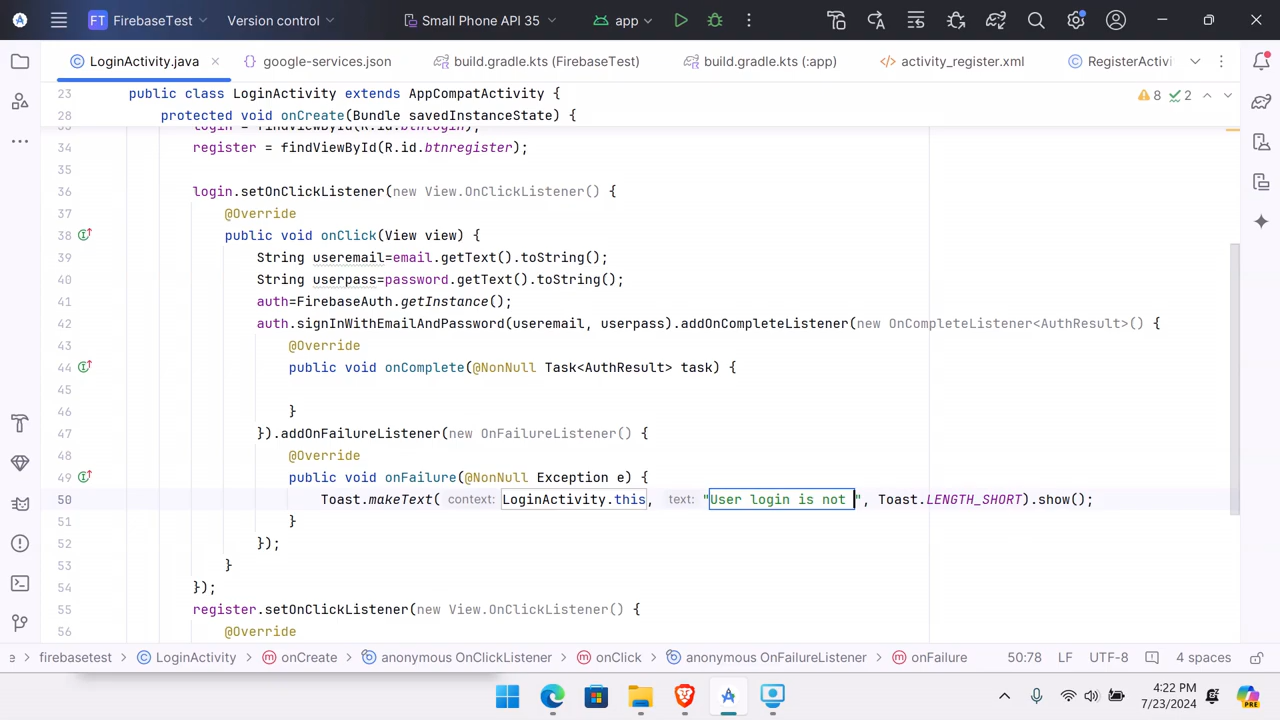 FT FirebaseTest Version control Small Phone API 35 app
LoginActivity.java google-services.json build.gradle.kts (FirebaseTest) build.gradle.kts (:app) activity_register.xml RegisterActivi
23 public class LoginActivity extends AppCompatActivity { 8 2
28 protected void onCreate(Bundle savedInstanceState) {
login = findViewById(R.id.btnlogin);
34 register = findViewById(R.id.btnregister);
35
36 login.setOnClickListener(new View.OnClickListener() {
37 @Override
38 public void onClick(View view) {
39 String useremail=email.getText().toString();
40 String userpass=password.getText().toString();
41 auth=FirebaseAuth.getInstance();
42 auth.signInWithEmailAndPassword(useremail, userpass).addOnCompleteListener(new OnCompleteListener<AuthResult>() {
43 @Override
44 public void onComplete(@NonNull Task<AuthResult> task) {
45
46 }
47 }).addOnFailureListener(new OnFailureListener() {
48 @Override
49 public void onFailure(@NonNull Exception e) {
50 Toast.makeText( context: LoginActivity.this, text: "User login is not ", Toast.LENGTH_SHORT).show();
51 }
52 });
53 }
54 });
55 register.setOnClickListener(new View.OnClickListener() {
56 @Override
e firebasetest LoginActivity onCreate anonymous OnClickListener onClick anonymous OnFailureListener onFailure 50:78 LF UTF-8 4 spaces
4:22 PM
7/23/2024
PRE